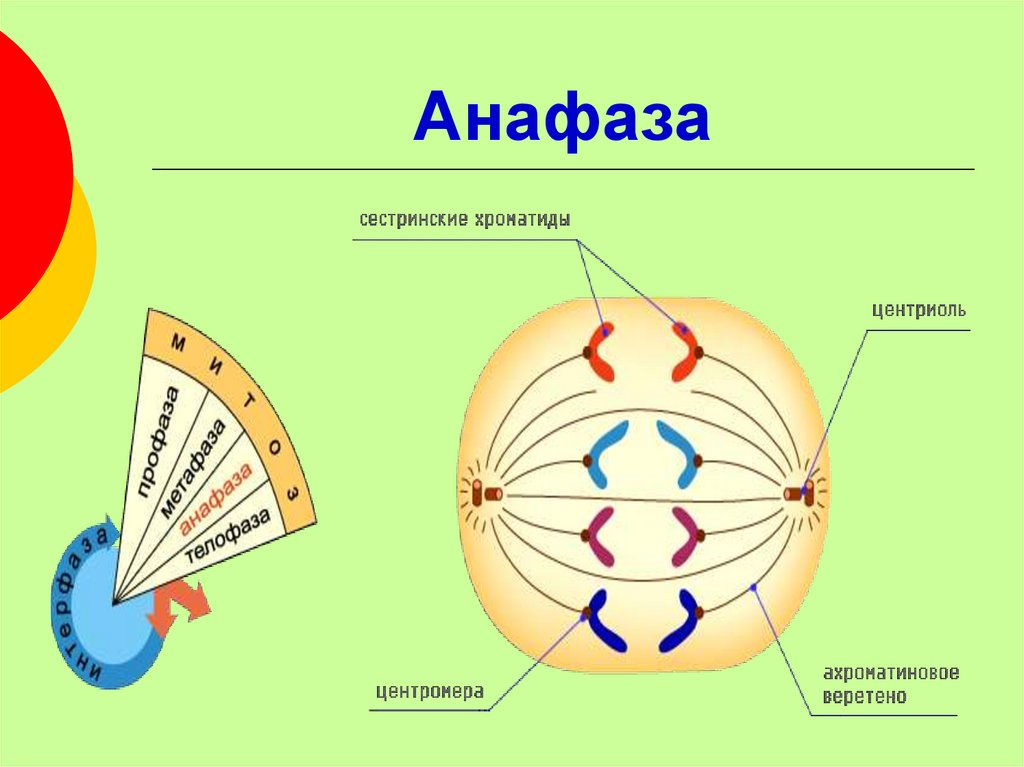 Анафаза
сестринские хроматиды
центриоль
митоз
профаза
метафаза
анафаза
телофаза
интерфаза
центромера
ахроматиновое
веретено